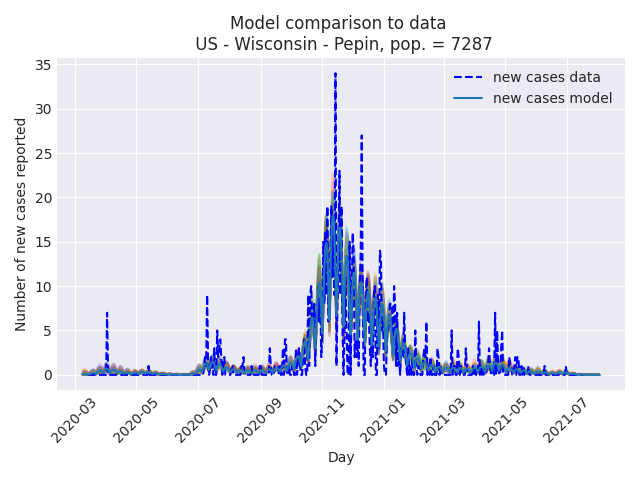 Model comparison to data
US - Wisconsin - Pepin, pop. = 7287
new cases data
new cases model
Number of new cases reported
35
30
25
20
15
10
5
0
2020-03
2020-05
2020-07
2020-09
2020-11
2021-01
2021-03
2021-05
2021-07
Day